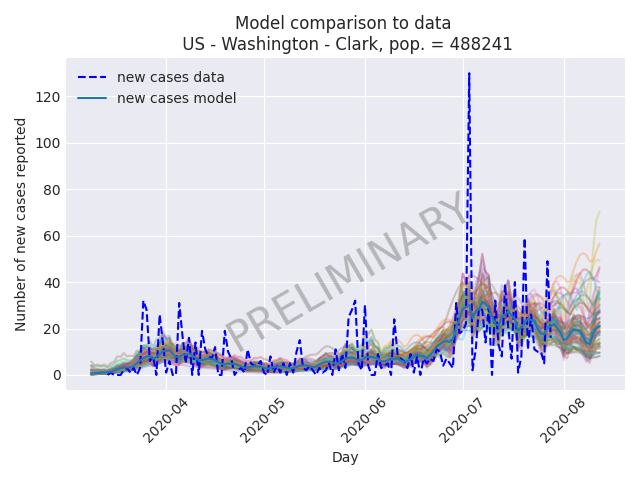 Model comparison to data
US - Washington - Clark, pop. = 488241
new cases data
new cases model
Number of new cases reported
120
100
80
60
40
20
0
PRELIMINARY
2020-04
2020-05
2020-06
2020-07
2020-08
Day